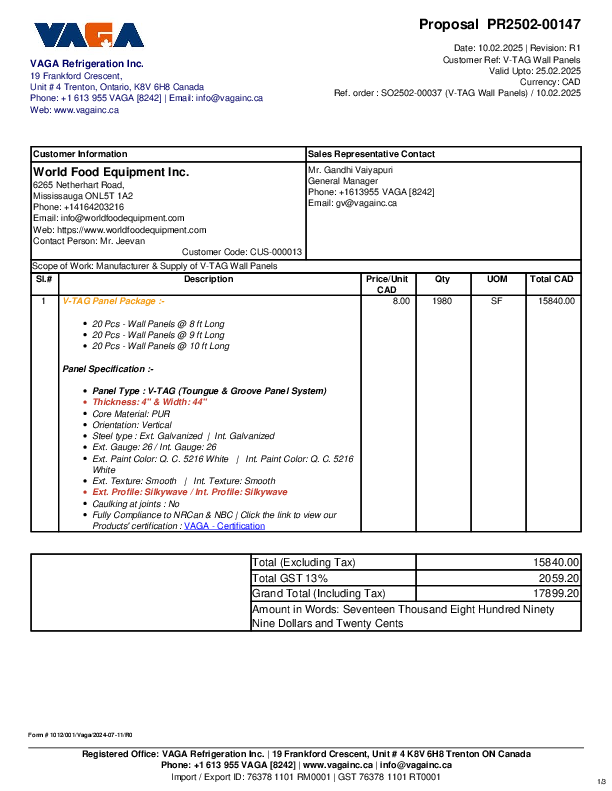 VAGA
Proposal PR2502-00147
Date: 10.02.2025 | Revision: R1
Customer Ref: V-TAG Wall Panels
Valid Upto: 25.02.2025
Currency: CAD
Ref. order : SO2502-00037 (V-TAG Wall Panels) / 10.02.2025
VAGA Refrigeration Inc.
19 Frankford Crescent,
Unit # 4 Trenton, Ontario, K8V 6H8 Canada
Phone: +1 613 955 VAGA [8242] | Email: info@vagainc.ca
Web: www.vagainc.ca
Customer Information
World Food Equipment Inc.
6265 Netherhart Road,
Mississauga ONL5T 1A2
Phone: +14164203216
Email: info@worldfoodequipment.com
Web: https://www.worldfoodequipment.com
Contact Person: Mr. Jeevan
Customer Code: CUS-000013
Sales Representative Contact
Mr. Gandhi Vaiyapuri
General Manager
Phone: +1613955 VAGA [8242]
Email: gv@vagainc.ca
Scope of Work: Manufacturer & Supply of V-TAG Wall Panels
Sl.# Description Price/Unit CAD Qty UOM Total CAD
1 V-TAG Panel Package :- 8.00 1980 SF 15840.00
• 20 Pcs - Wall Panels @ 8 ft Long
• 20 Pcs - Wall Panels @ 9 ft Long
• 20 Pcs - Wall Panels @ 10 ft Long
Panel Specification :-
• Panel Type : V-TAG (Toungue & Groove Panel System)
• Thickness: 4" & Width: 44"
• Core Material: PUR
• Orientation: Vertical
• Steel type : Ext. Galvanized | Int. Galvanized
• Ext. Gauge: 26 / Int. Gauge: 26
• Ext. Paint Color: Q. C. 5216 White | Int. Paint Color: Q. C. 5216
White
• Ext. Texture: Smooth | Int. Texture: Smooth
• Ext. Profile: Silkywave / Int. Profile: Silkywave
• Caulking at joints : No
• Fully Compliance to NRCan & NBC | Click the link to view our
Products' certification : VAGA - Certification
Total (Excluding Tax) 15840.00
Total GST 13% 2059.20
Grand Total (Including Tax) 17899.20
Amount in Words: Seventeen Thousand Eight Hundred Ninety
Nine Dollars and Twenty Cents
Form # 1012/001/Vaga/2024-07-11/R0
Registered Office: VAGA Refrigeration Inc. | 19 Frankford Crescent, Unit # 4 K8V 6H8 Trenton ON Canada
Phone: +1 613 955 VAGA [8242] | www.vagainc.ca | info@vagainc.ca
Import / Export ID: 76378 1101 RM0001 | GST 76378 1101 RT0001
1/3